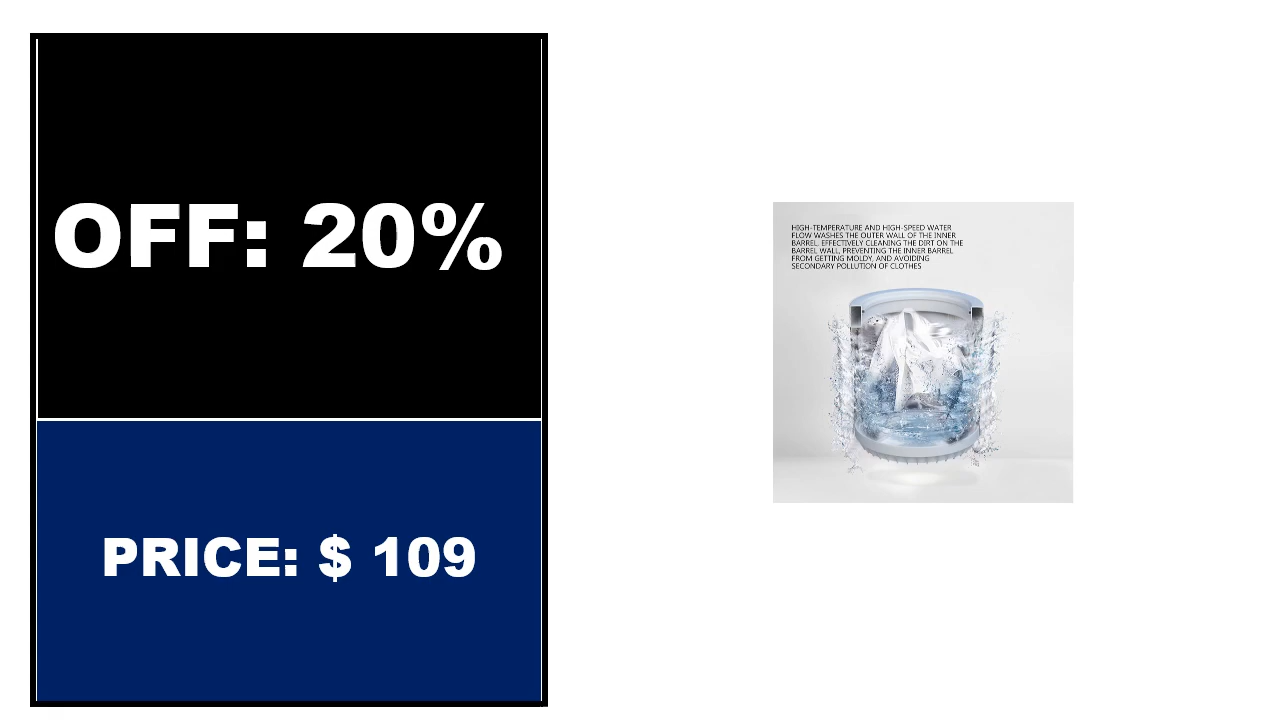 OFF: 20%
PRICE: $ 109
HIGH-TEMPERATURE AND HIGH-SPEED WATER
FLOW WASHES THE OUTER WALL OF THE INNER
BARREL, EFFECTIVELY CLEANING THE DIRT ON THE
BARREL WALL, PREVENTING THE INNER BARREL
FROM GETTING MOLDY, AND AVOIDING
SECONDARY POLLUTION OF CLOTHES